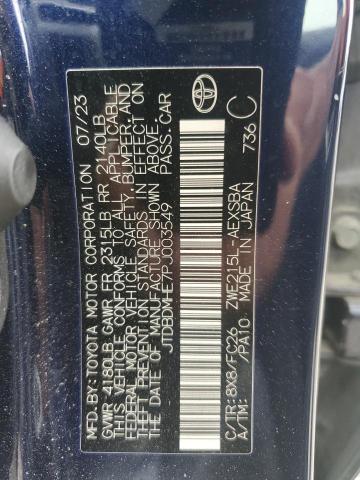 MFD. BY: TOYOTA MOTOR CORPORATION 07/23
GVWR 4180LB GAWR FR 2315LB RR 2140LB
THIS VEHICLE CONFORMS TO ALL APPLICABLE
FEDERAL MOTOR VEHICLE SAFETY, BUMPER, AND
THEFT PREVENTION STANDARDS IN EFFECT ON
THE DATE OF MANUFACTURE SHOWN ABOVE.
JTDBDMHE7PJ003549 PASS.CAR
TOYOTA
C/TR:8X8/FC26 ZWE215L-AEXSBA
A/TM: /PA10 MADE IN JAPAN 736 C